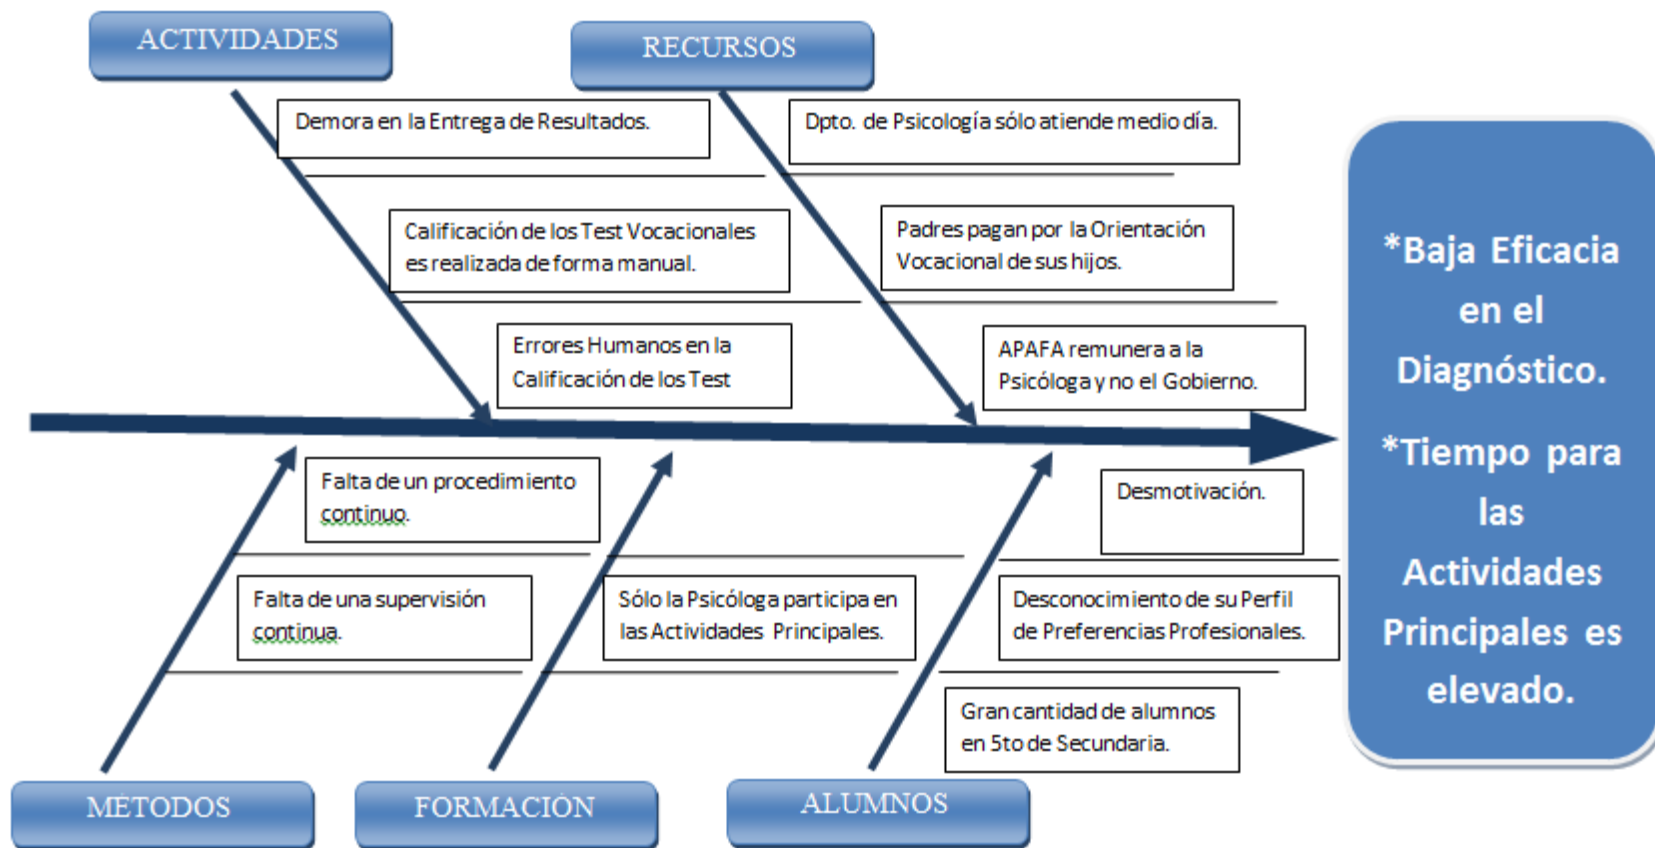 ACTIVIDADES
RECURSOS
Demora en la Entrega de Resultados.
Dpto. de Psicología sólo atiende medio día.
Calificación de los Test Vocacionales
es realizada de forma manual.
Padres pagan por la Orientación
Vocacional de sus hijos.
Errores Humanos en la
Calificación de los Test
APAFA remunera a la
Psicóloga y no el Gobierno.
*Baja Eficacia
en el
Diagnóstico.
*Tiempo para
las
Actividades
Principales es
elevado.
Falta de un procedimiento
continuo.
Desmotivación.
Falta de una supervisión
continua.
Sólo la Psicóloga participa en
las Actividades Principales.
Desconocimiento de su Perfil
de Preferencias Profesionales.
Gran cantidad de alumnos
en 5to de Secundaria.
MÉTODOS
FORMACIÓN
ALUMNOS